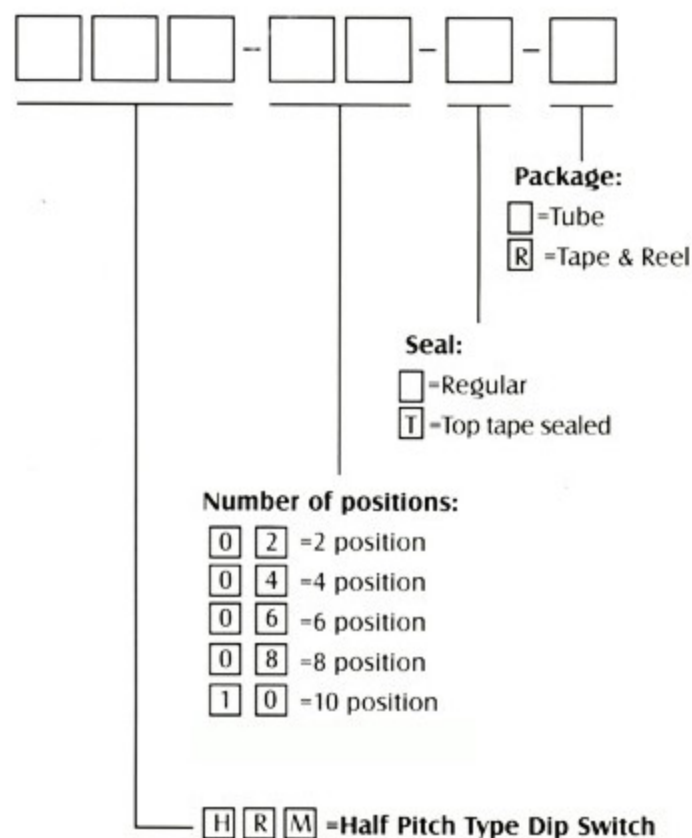 Package:
=Tube
R =Tape & Reel
Seal:
=Regular
T =Top tape sealed
Number of positions:
0 2 =2 position
0 4 =4 position
0 6 =6 position
0 8 =8 position
1 0 =10 position
H R M =Half Pitch Type Dip Switch